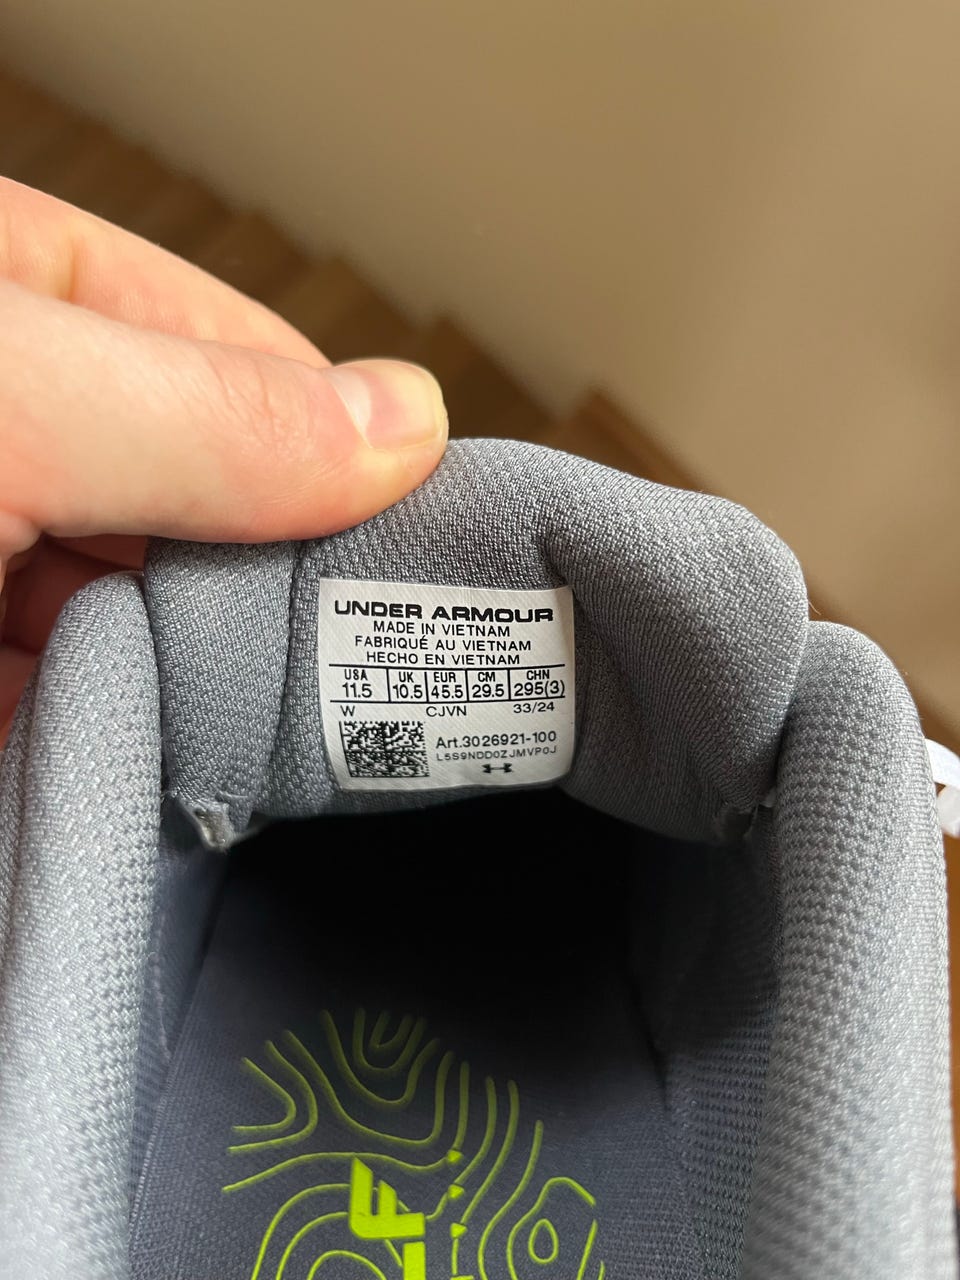 UNDER ARMOUR
MADE IN VIETNAM
FABRIQUÉ AU VIETNAM
HECHO EN VIETNAM
USA UK EUR CM CHN
11.5 10.5 45.5 29.5 295(3)
W CJVN 33/24
Art.3026921-100
L5S9NDD0ZJMVP0J
LF